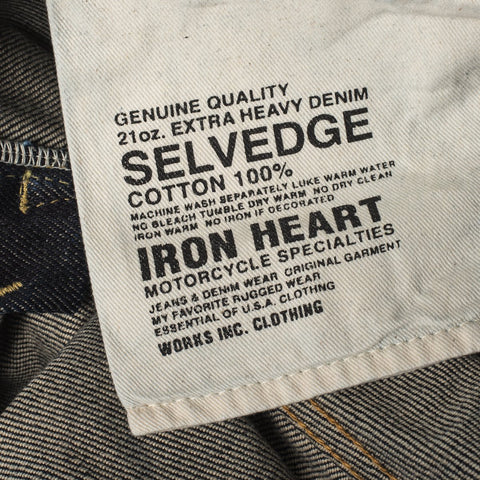 GENUINE QUALITY
21oz. EXTRA HEAVY DENIM
SELVEDGE
COTTON 100%
MACHINE WASH SEPARATELY LUKE WARM WATER
NO BLEACH TUMBLE DRY WARM NO DRY CLEAN
IRON WARM NO IRON IF DECORATED
IRON HEART
MOTORCYCLE SPECIALTIES
JEANS & DENIM WEAR ORIGINAL GARMENT
MY FAVORITE RUGGED WEAR
ESSENTIAL OF U.S.A. CLOTHNG
WORKS INC. CLOTHING